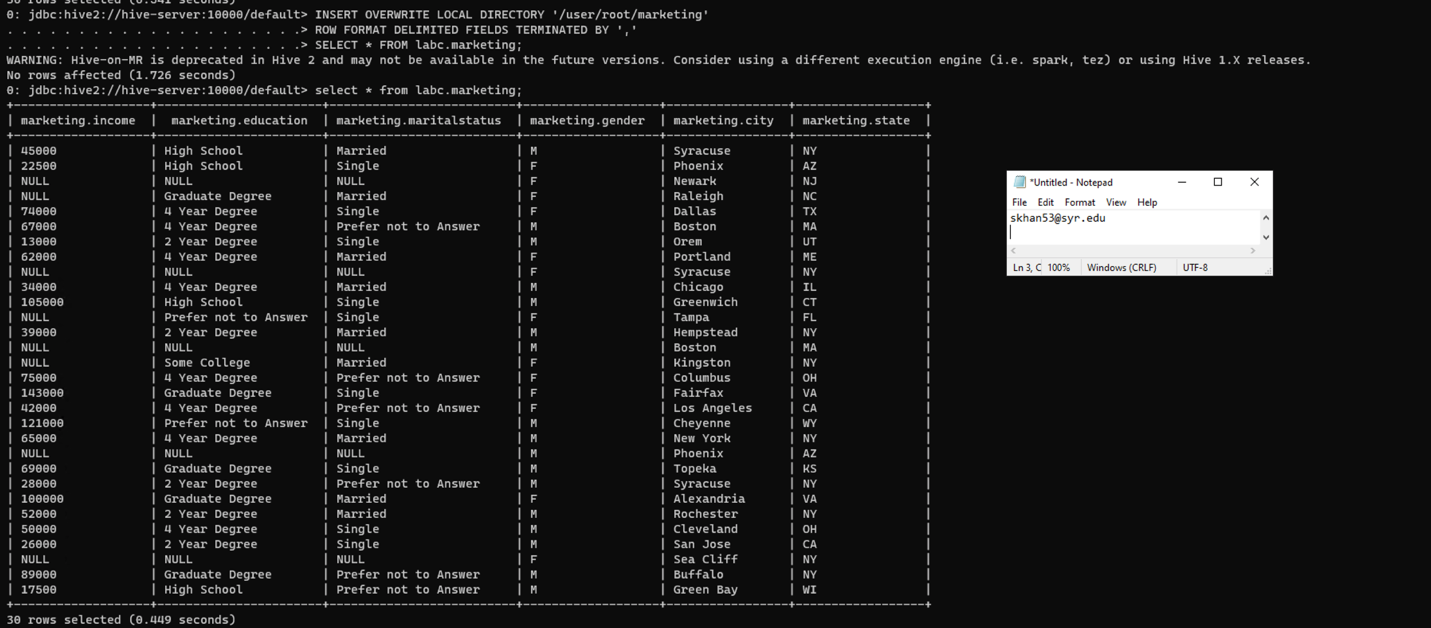 30 rows selected (0.541 seconds)
0: jdbc:hive2://hive-server:10000/default> INSERT OVERWRITE LOCAL DIRECTORY '/user/root/marketing'
. . . . . . . . . . . . . . . . . . . . .> ROW FORMAT DELIMITED FIELDS TERMINATED BY ','
. . . . . . . . . . . . . . . . . . . . .> SELECT * FROM labc.marketing;
WARNING: Hive-on-MR is deprecated in Hive 2 and may not be available in the future versions. Consider using a different execution engine (i.e. spark, tez) or using Hive 1.X releases.
No rows affected (1.726 seconds)
0: jdbc:hive2://hive-server:10000/default> select * from labc.marketing;
| marketing.income | marketing.education | marketing.maritalstatus | marketing.gender | marketing.city | marketing.state |
| 45000 | High School | Married | M | Syracuse | NY |
| 22500 | High School | Single | F | Phoenix | AZ |
| NULL | NULL | NULL | F | Newark | NJ |
| NULL | Graduate Degree | Married | F | Raleigh | NC |
| 74000 | 4 Year Degree | Single | F | Dallas | TX |
| 67000 | 4 Year Degree | Prefer not to Answer | M | Boston | MA |
| 13000 | 2 Year Degree | Single | M | Orem | UT |
| 62000 | 4 Year Degree | Married | F | Portland | ME |
| NULL | NULL | NULL | F | Syracuse | NY |
| 34000 | 4 Year Degree | Married | M | Chicago | IL |
| 105000 | High School | Single | M | Greenwich | CT |
| NULL | Prefer not to Answer | Single | F | Tampa | FL |
| 39000 | 2 Year Degree | Married | M | Hempstead | NY |
| NULL | NULL | NULL | M | Boston | MA |
| NULL | Some College | Married | F | Kingston | NY |
| 75000 | 4 Year Degree | Prefer not to Answer | F | Columbus | OH |
| 143000 | Graduate Degree | Single | F | Fairfax | VA |
| 42000 | 4 Year Degree | Prefer not to Answer | F | Los Angeles | CA |
| 121000 | Prefer not to Answer | Single | M | Cheyenne | WY |
| 65000 | 4 Year Degree | Married | M | New York | NY |
| NULL | NULL | NULL | M | Phoenix | AZ |
| 69000 | Graduate Degree | Single | M | Topeka | KS |
| 28000 | 2 Year Degree | Prefer not to Answer | M | Syracuse | NY |
| 100000 | Graduate Degree | Married | F | Alexandria | VA |
| 52000 | 2 Year Degree | Married | M | Rochester | NY |
| 50000 | 4 Year Degree | Single | M | Cleveland | OH |
| 26000 | 2 Year Degree | Single | M | San Jose | CA |
| NULL | NULL | NULL | F | Sea Cliff | NY |
| 89000 | Graduate Degree | Prefer not to Answer | M | Buffalo | NY |
| 17500 | High School | Prefer not to Answer | M | Green Bay | WI |
30 rows selected (0.449 seconds)
*Untitled - Notepad
File Edit Format View Help
skhan53@syr.edu
Ln 3, C 100% Windows (CRLF) UTF-8